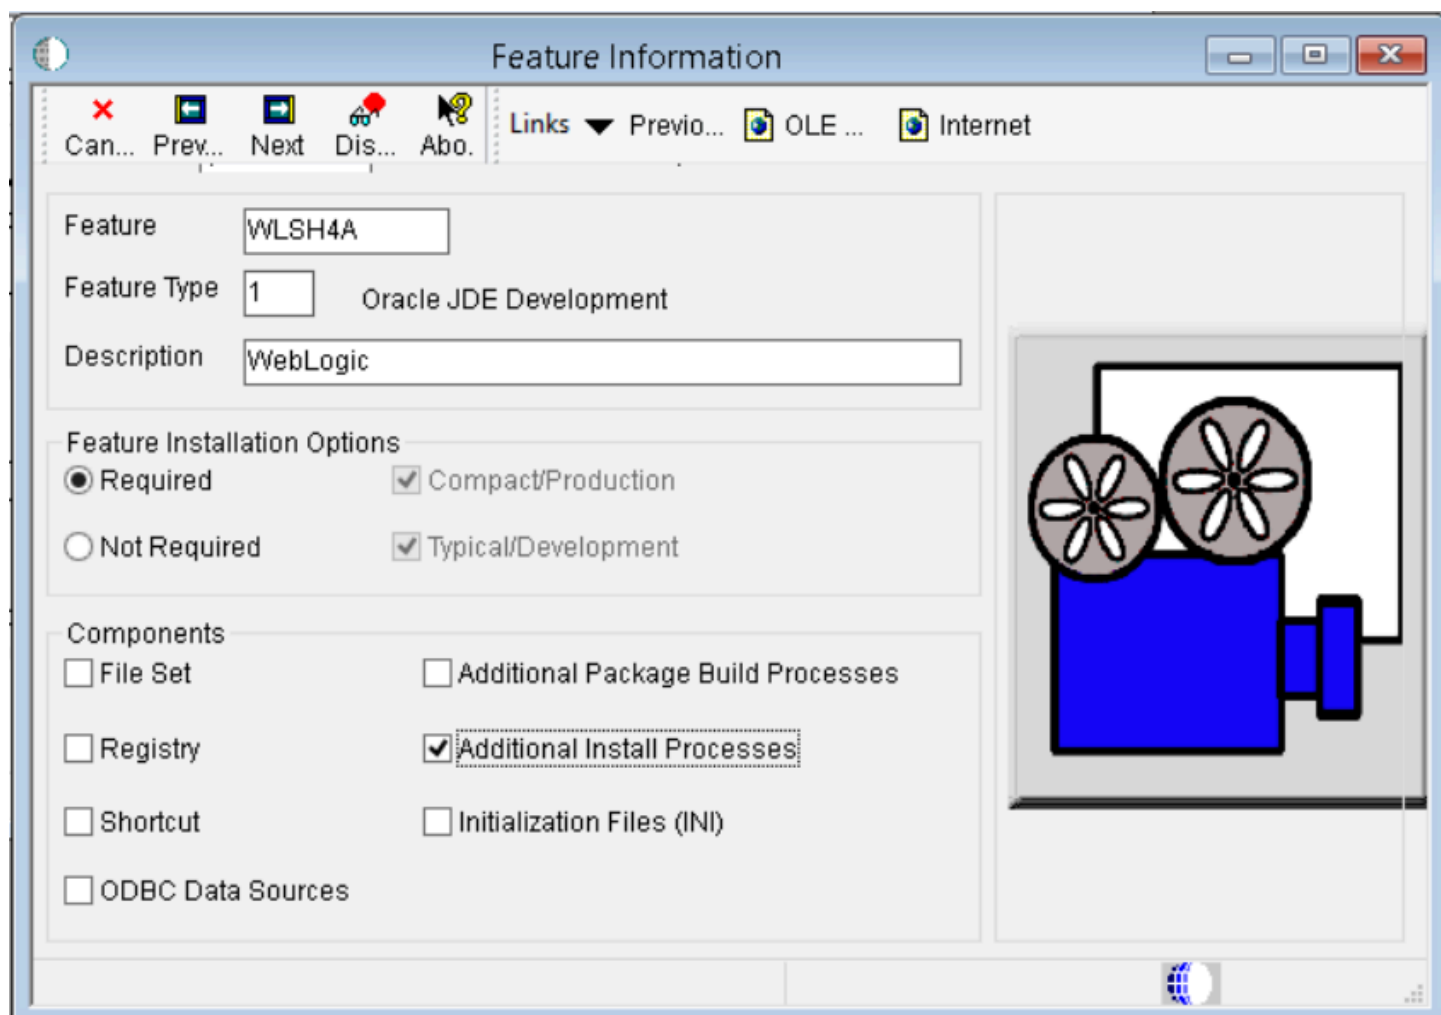 Feature Information
Can... Prev... Next Dis... Abo. Links Previo... OLE ... Internet
Feature WLSH4A
Feature Type 1 Oracle JDE Development
Description WebLogic
Feature Installation Options
Required Compact/Production
Not Required Typical/Development
Components
File Set Additional Package Build Processes
Registry Additional Install Processes
Shortcut Initialization Files (INI)
ODBC Data Sources